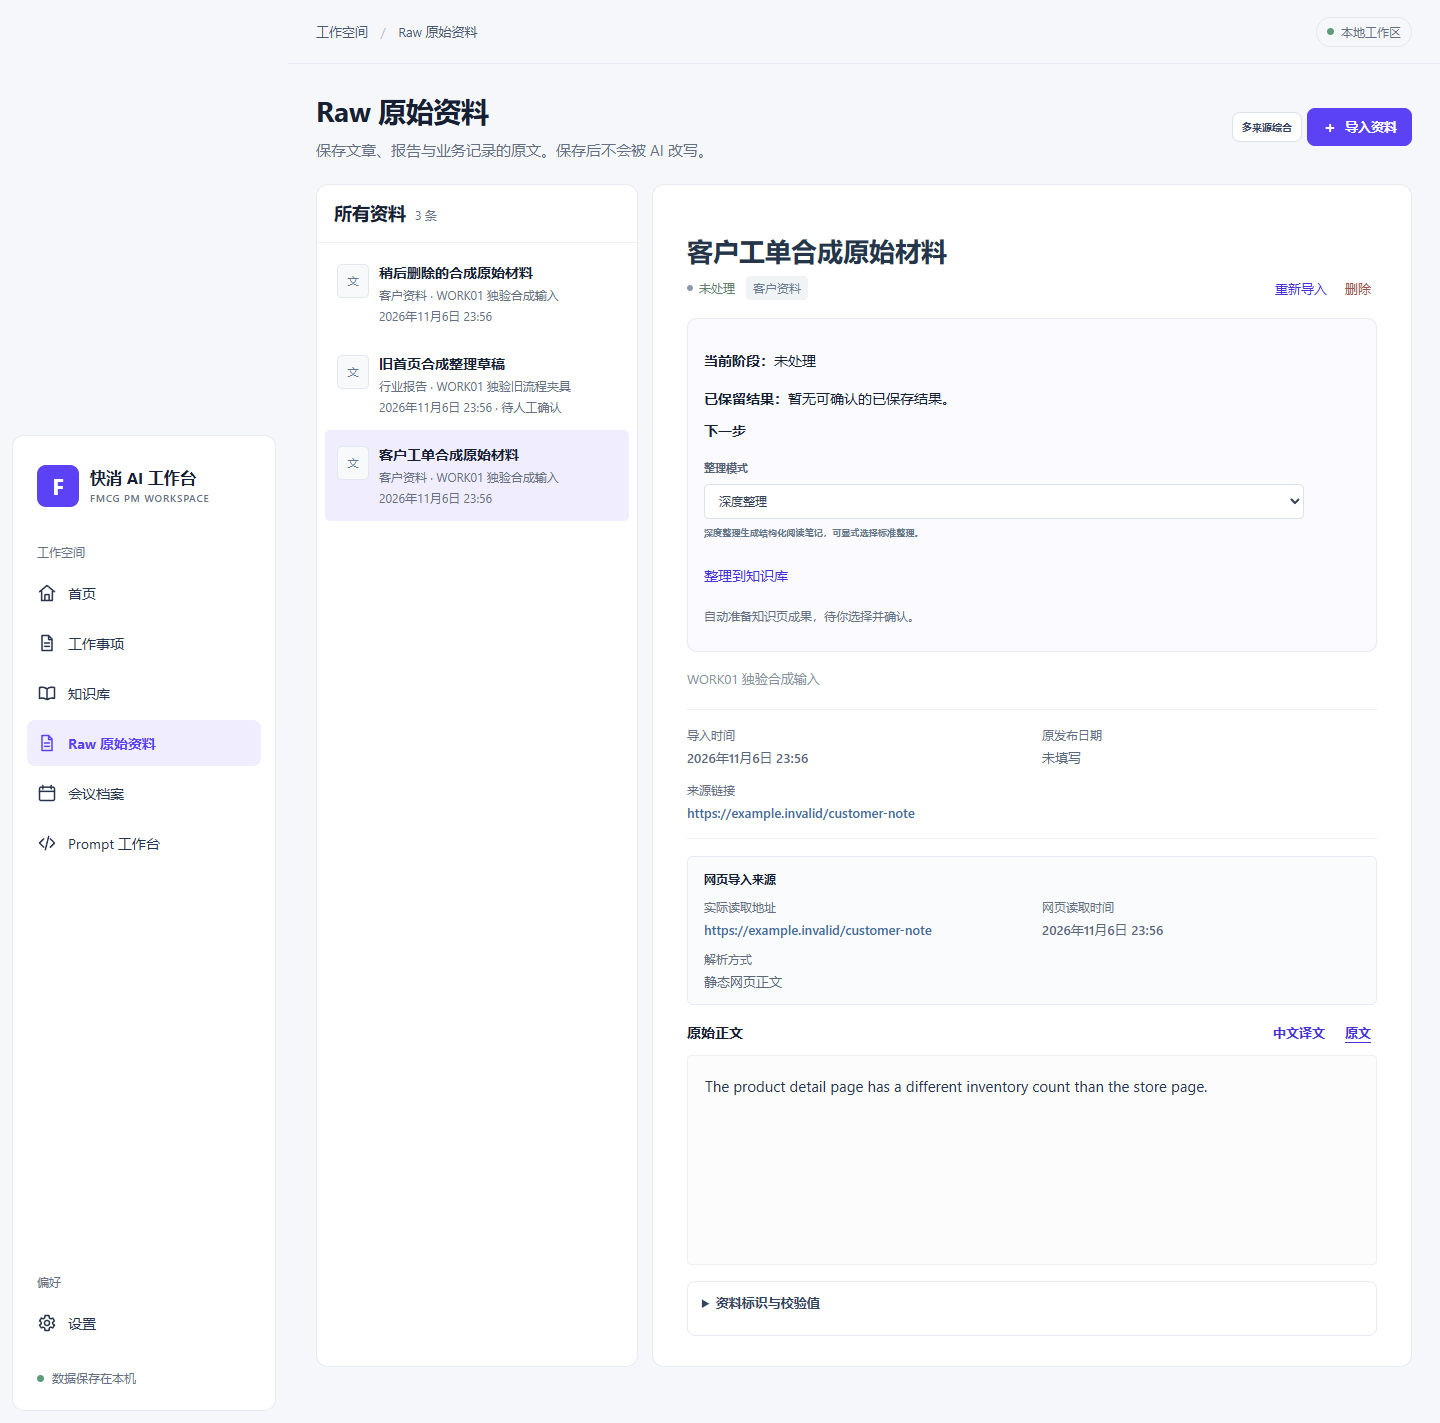 工作空间 / Raw 原始资料
本地工作区
Raw 原始资料
保存文章、报告与业务记录的原文。保存后不会被 AI 改写。
多来源综合
+ 导入资料
F
快消 AI 工作台
FMCG PM WORKSPACE
工作空间
首页
工作事项
知识库
Raw 原始资料
会议档案
Prompt 工作台
偏好
设置
数据保存在本机
所有资料 3 条
文
稍后删除的合成原始材料
客户资料 · WORK01 独验合成输入
2026年11月6日 23:56
文
旧首页合成整理草稿
行业报告 · WORK01 独验旧流程夹具
2026年11月6日 23:56 · 待人工确认
文
客户工单合成原始材料
客户资料 · WORK01 独验合成输入
2026年11月6日 23:56
客户工单合成原始材料
未处理 客户资料
重新导入 删除
当前阶段：未处理
已保留结果：暂无可确认的已保存结果。
下一步
整理模式
深度整理
深度整理生成结构化阅读笔记，可显式选择标准整理。
整理到知识库
自动准备知识页成果，待你选择并确认。
WORK01 独验合成输入
导入时间
2026年11月6日 23:56
原发布日期
未填写
来源链接
https://example.invalid/customer-note
网页导入来源
实际读取地址
https://example.invalid/customer-note
网页读取时间
2026年11月6日 23:56
解析方式
静态网页正文
原始正文
中文译文 原文
The product detail page has a different inventory count than the store page.
资料标识与校验值